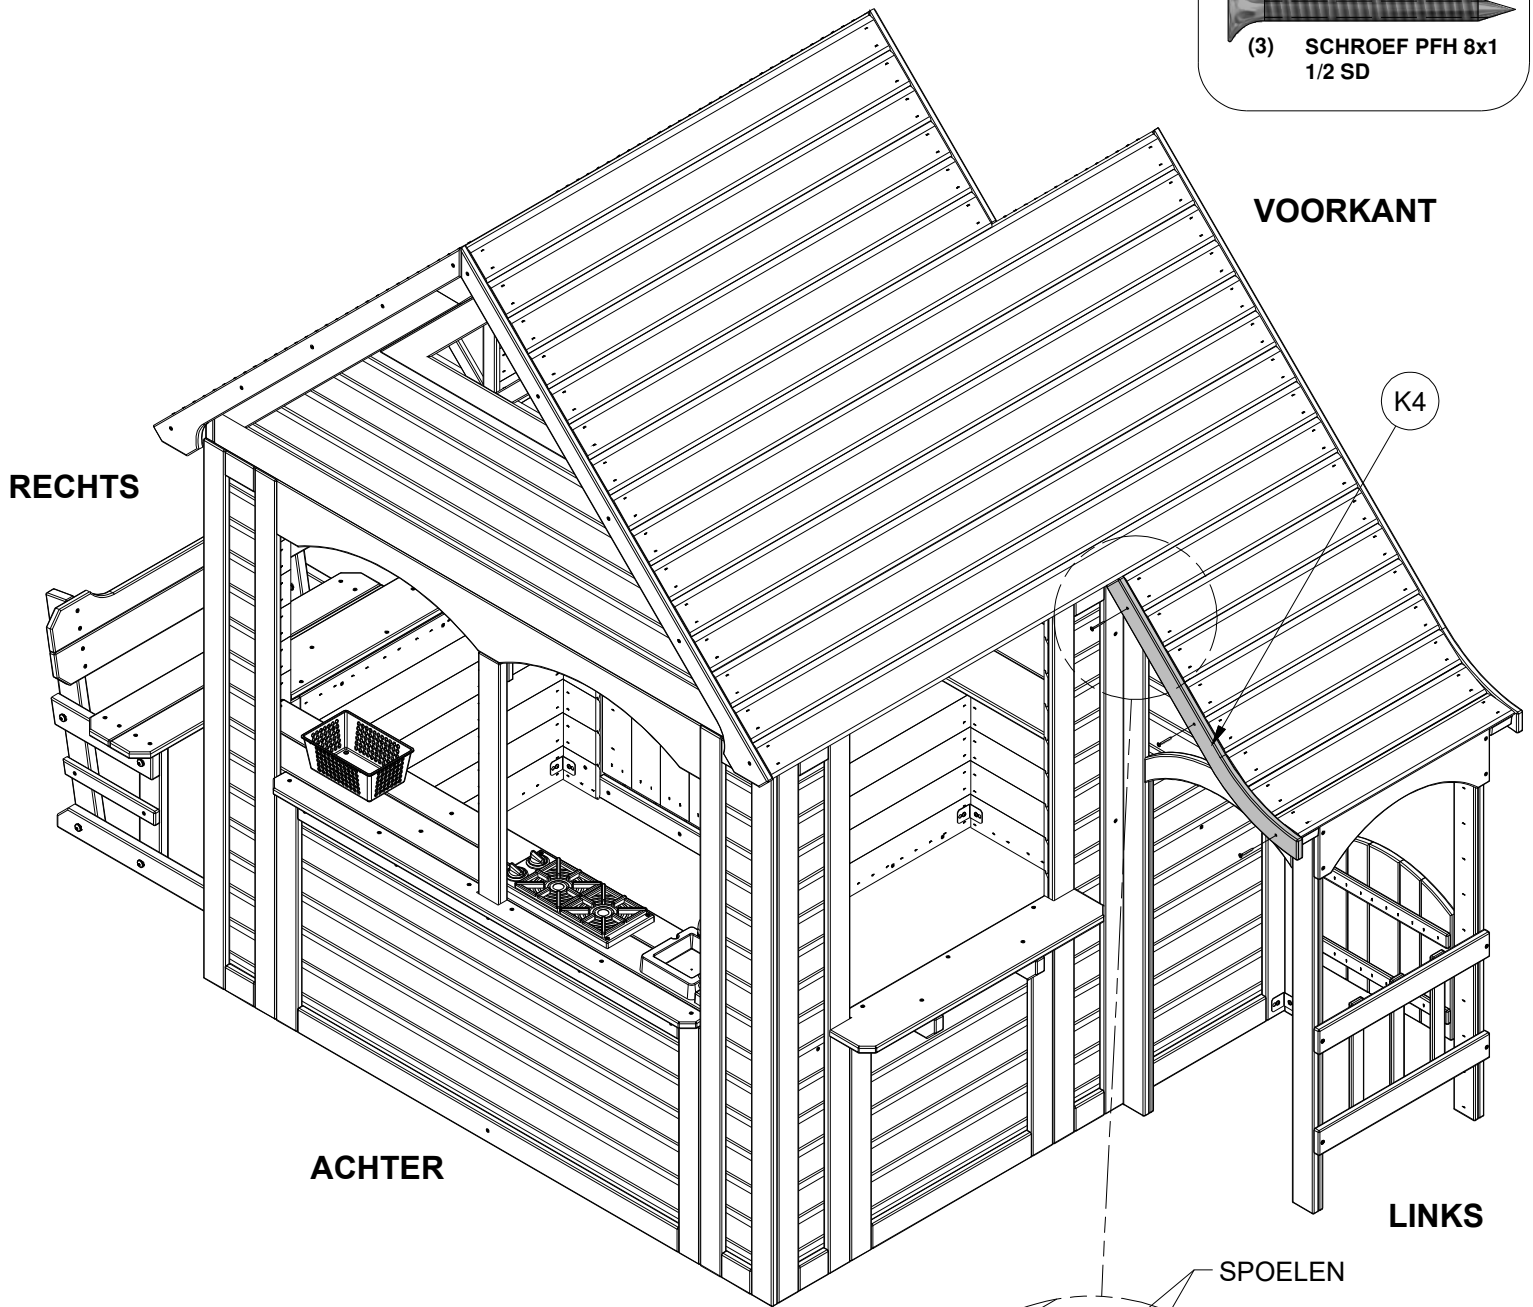 (3) SCHROEF PFH 8x1
1/2 SD
VOORKANT
K4
RECHTS
ACHTER
LINKS
SPOELEN